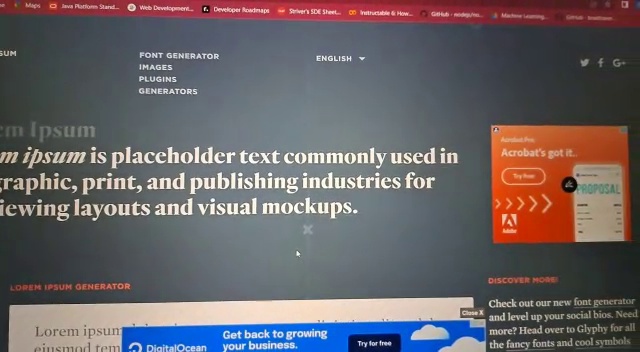 Maps Java Platform Stand... Web Development... Developer Roadmaps Striver's SDE Sheet... Instructable & How... GitHub - Machine Learning... GitHub -
SUM
FONT GENERATOR
IMAGES
PLUGINS
GENERATORS
ENGLISH
G+
em Ipsum
m ipsum is placeholder text commonly used in
graphic, print, and publishing industries for
iewing layouts and visual mockups.
Acrobat Pro
Acrobat's got it..
Try free
PROPOSAL
Adobe
LOREM IPSUM GENERATOR
DISCOVER MORE!
Check out our new font generator
and level up your social bios. Need
more? Head over to Glyphy for all
the fancy fonts and cool symbols
Lorem ipsum
eiusmod tem
Close X
DigitalOcean
Get back to growing
your business.
Try for free